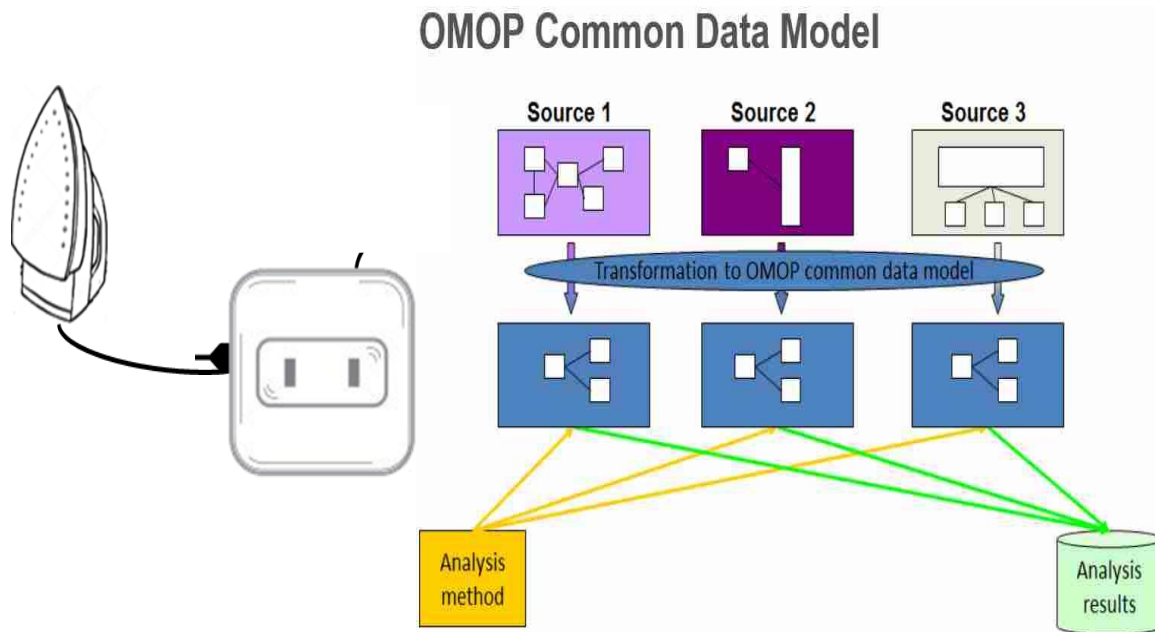 OMOP Common Data Model
Source 1
Source 2
Source 3
Transformation to OMOP common data model
Analysis
method
Analysis
results